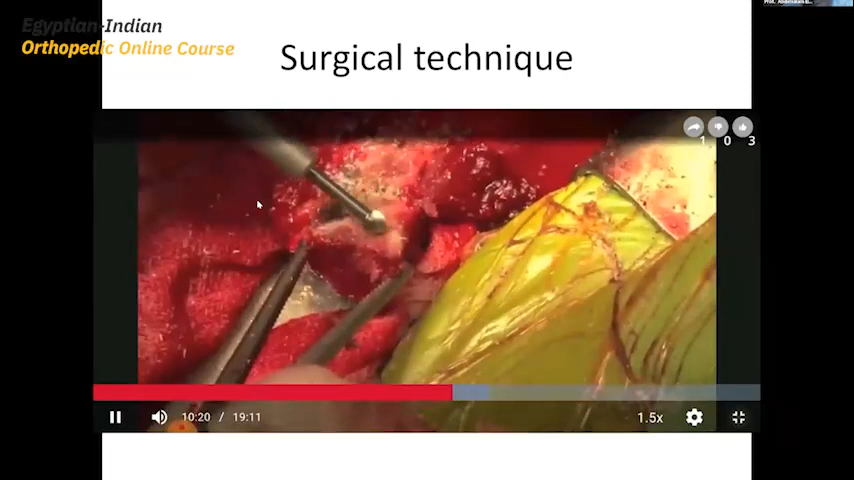 Egyptian-Indian
Orthopedic Online Course
Surgical technique
1 0 3
10:20 / 19:11
1.5x